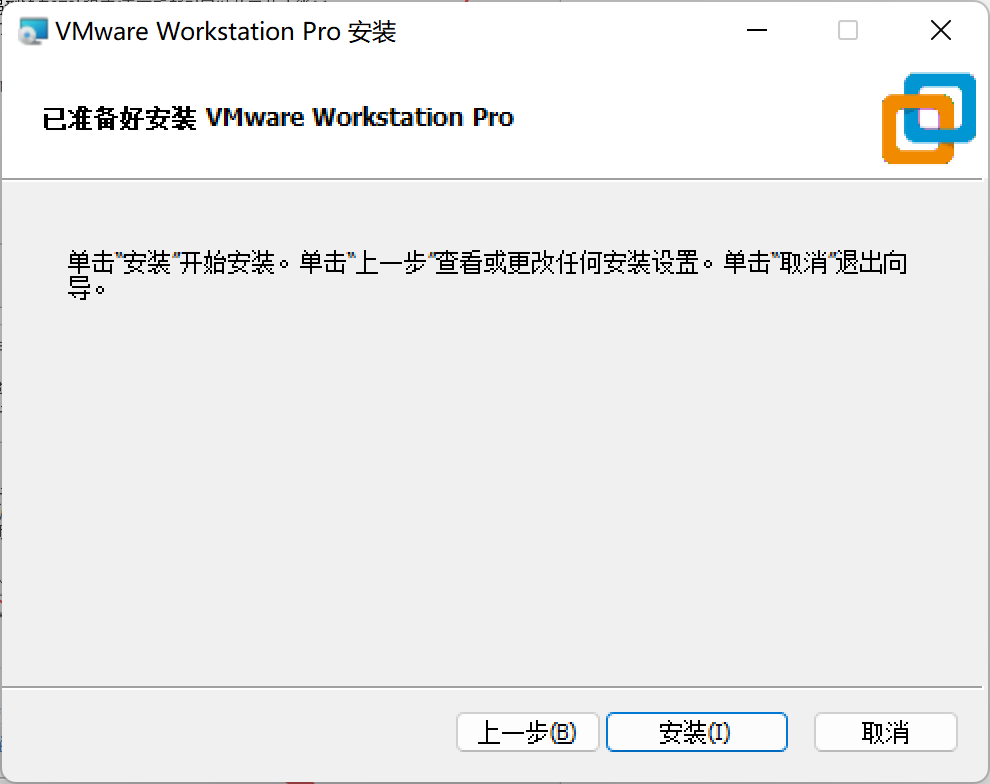 VMware Workstation Pro 安装
已准备好安装 VMware Workstation Pro
单击"安装"开始安装。单击"上一步"查看或更改任何安装设置。单击"取消"退出向
导。
上一步(B) 安装(I) 取消